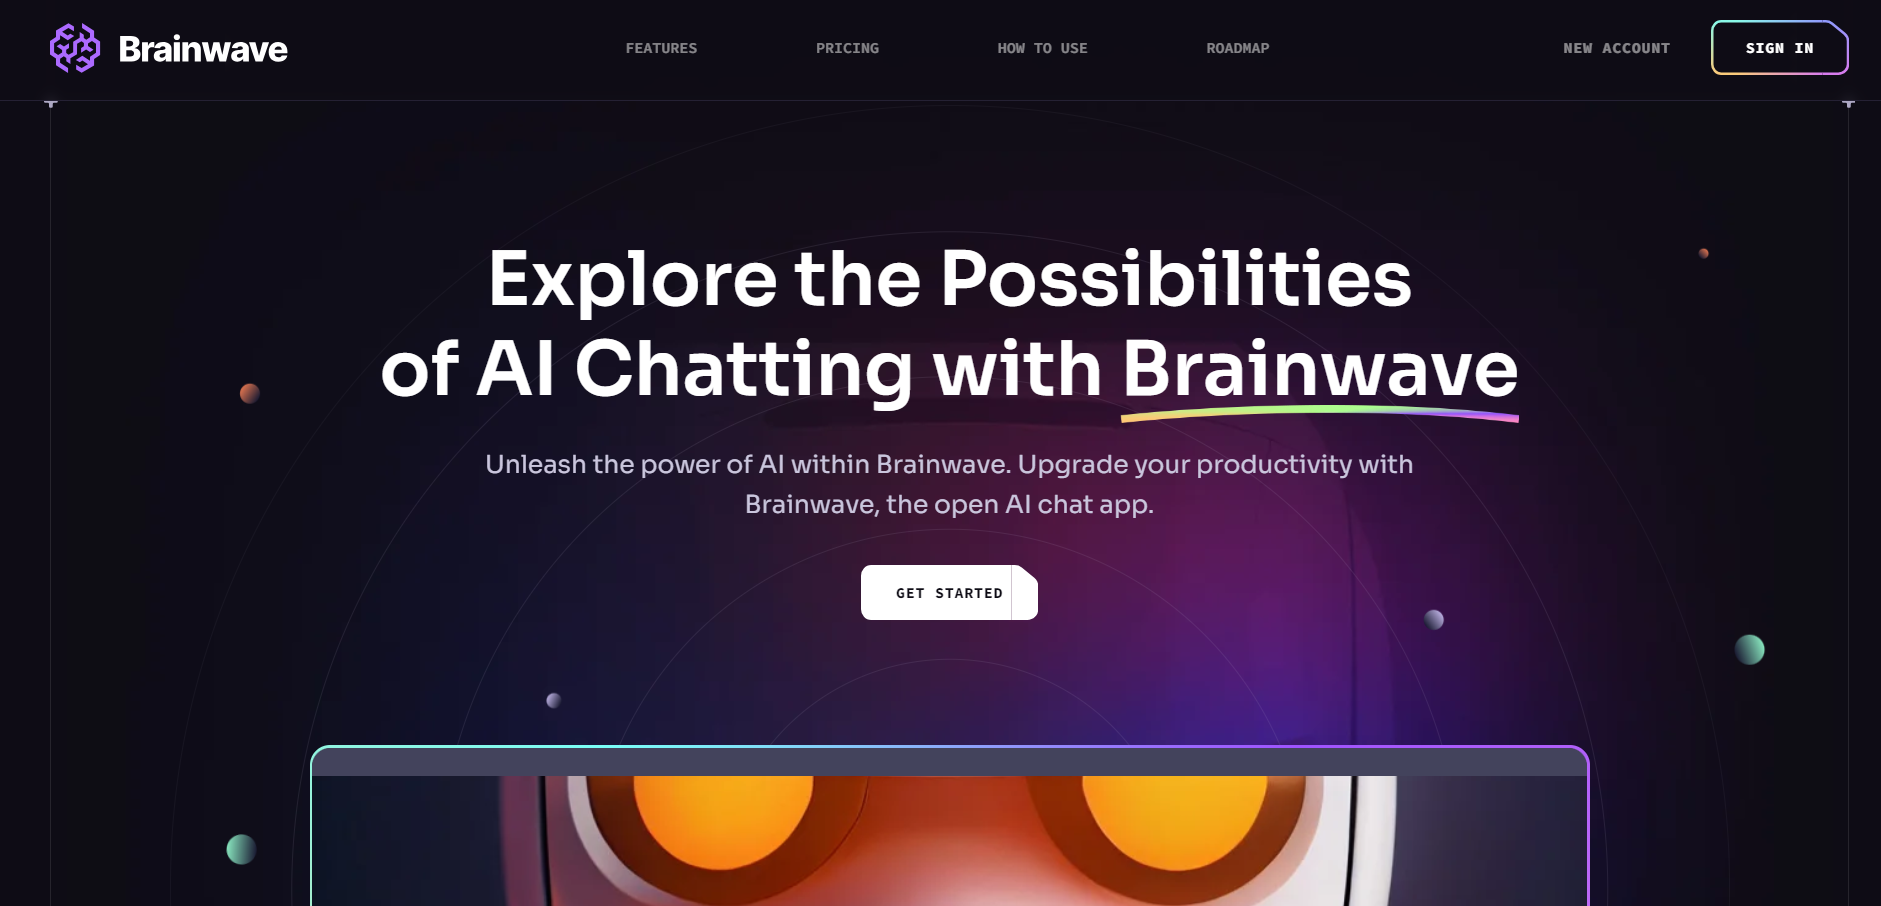 Brainwave
FEATURES
PRICING
HOW TO USE
ROADMAP
NEW ACCOUNT
SIGN IN
Explore the Possibilities
of AI Chatting with Brainwave
Unleash the power of AI within Brainwave. Upgrade your productivity with
Brainwave, the open AI chat app.
GET STARTED